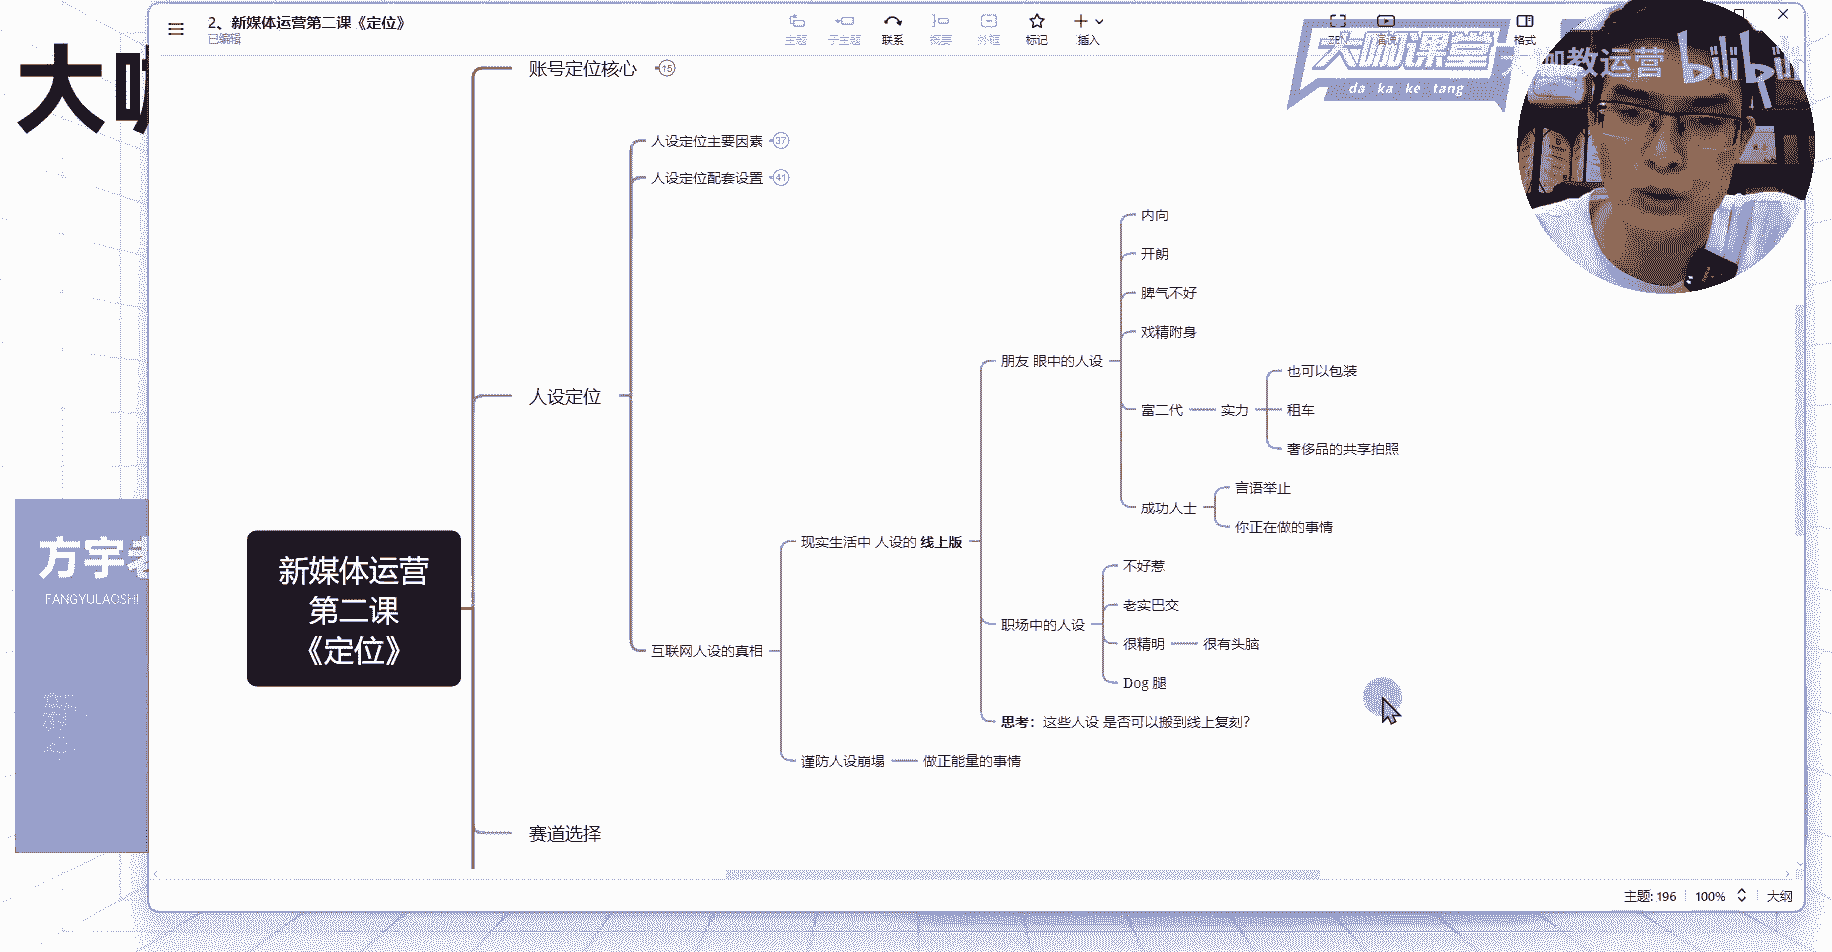 2、新媒体运营第二课《定位》
已编辑
主题
子主题
联系
概要
外框
标记
插入
格式
大咖课堂
da ka ke tang
大咖教运营
bilibili
大咖
方宇老
FANGYULAOSHI
新媒体运营
第二课
《定位》
账号定位核心
15
人设定位
人设定位主要因素
37
人设定位配套设置
41
互联网人设的真相
现实生活中 人设的 线上版
朋友 眼中的人设
内向
开朗
脾气不好
戏精附身
富二代
实力
也可以包装
租车
奢侈品的共享拍照
成功人士
言语举止
你正在做的事情
职场中的人设
不好惹
老实巴交
很精明
很有头脑
Dog 腿
思考：这些人设 是否可以搬到线上复刻?
谨防人设崩塌
做正能量的事情
赛道选择
主题: 196
100%
大纲